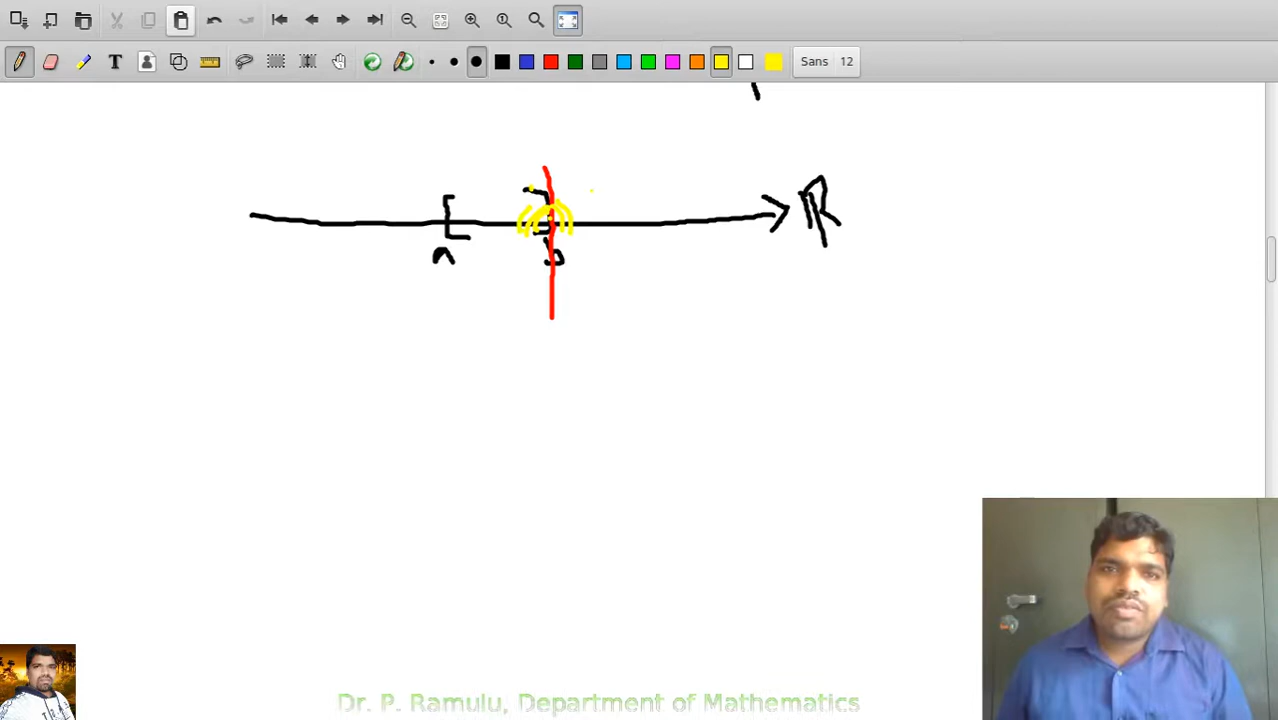 Sans 12
ℝ
a b
Dr. P. Ramulu, Department of Mathematics